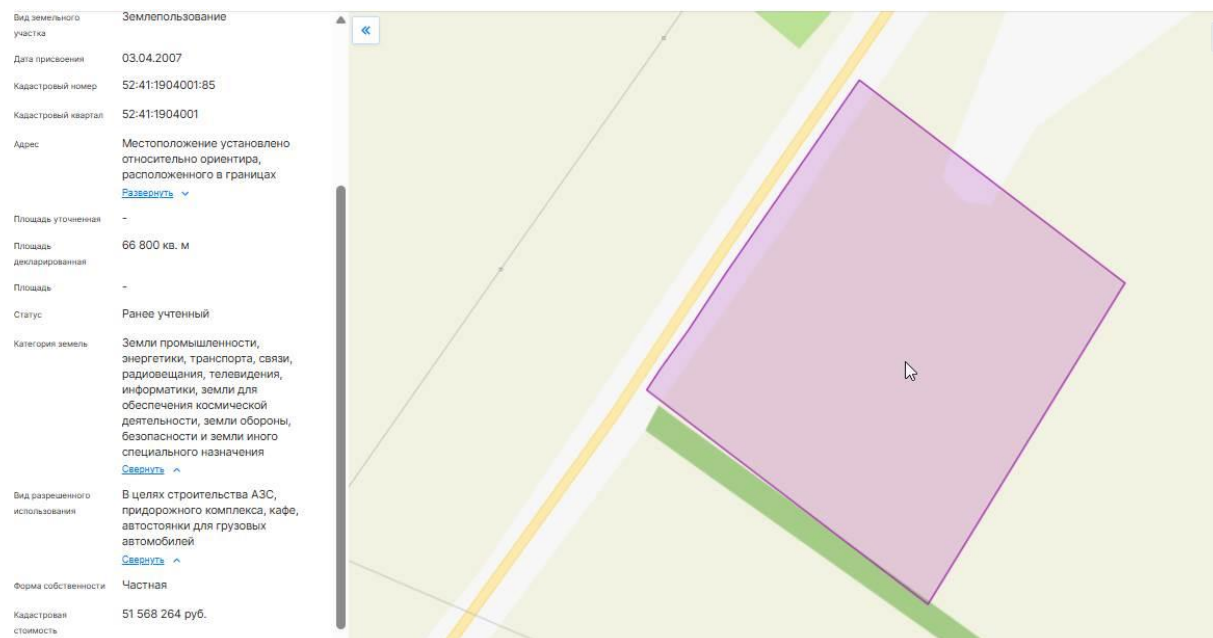 Вид земельного участка
Землепользование
Дата присвоения
03.04.2007
Кадастровый номер
52:41:1904001:85
Кадастровый квартал
52:41:1904001
Адрес
Местоположение установлено
относительно ориентира,
расположенного в границах
Развернуть
Площадь уточненная
-
Площадь
декларированная
66 800 кв. м
Площадь
-
Статус
Ранее учтенный
Категория земель
Земли промышленности,
энергетики, транспорта, связи,
радиовещания, телевидения,
информатики, земли для
обеспечения космической
деятельности, земли обороны,
безопасности и земли иного
специального назначения
Свернуть
Вид разрешенного
использования
В целях строительства АЗС,
придорожного комплекса, кафе,
автостоянки для грузовых
автомобилей
Свернуть
Форма собственности
Частная
Кадастровая
стоимость
51 568 264 руб.